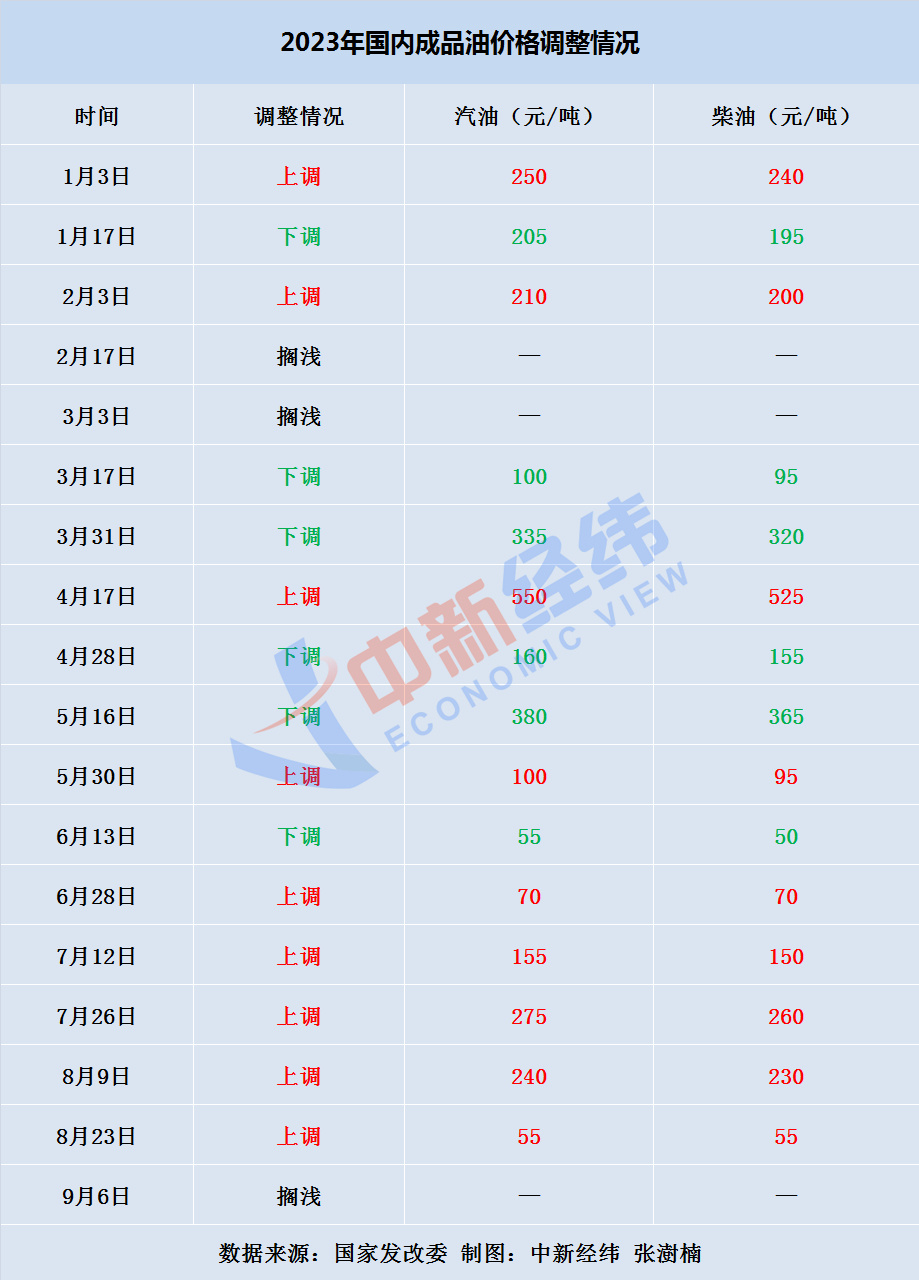 2023年国内成品油价格调整情况
时间 调整情况 汽油（元/吨） 柴油（元/吨）
1月3日 上调 250 240
1月17日 下调 205 195
2月3日 上调 210 200
2月17日 搁浅 — —
3月3日 搁浅 — —
3月17日 下调 100 95
3月31日 下调 335 320
4月17日 上调 550 525
4月28日 下调 160 155
5月16日 下调 380 365
5月30日 上调 100 95
6月13日 下调 55 50
6月28日 上调 70 70
7月12日 上调 155 150
7月26日 上调 275 260
8月9日 上调 240 230
8月23日 上调 55 55
9月6日 搁浅 — —
数据来源：国家发改委 制图：中新经纬 张澍楠
中新经纬
ECONOMIC VIEW